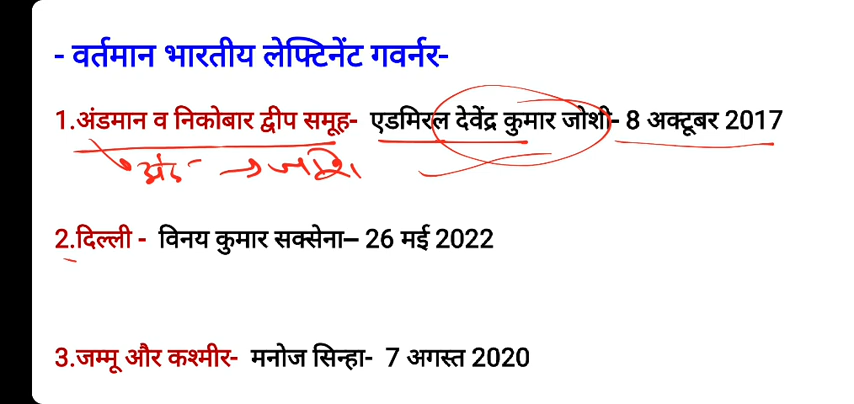 - वर्तमान भारतीय लेफ्टिनेंट गवर्नर-
1.अंडमान व निकोबार द्वीप समूह- एडमिरल देवेंद्र कुमार जोशी- 8 अक्टूबर 2017
2.दिल्ली - विनय कुमार सक्सेना– 26 मई 2022
3.जम्मू और कश्मीर- मनोज सिन्हा- 7 अगस्त 2020